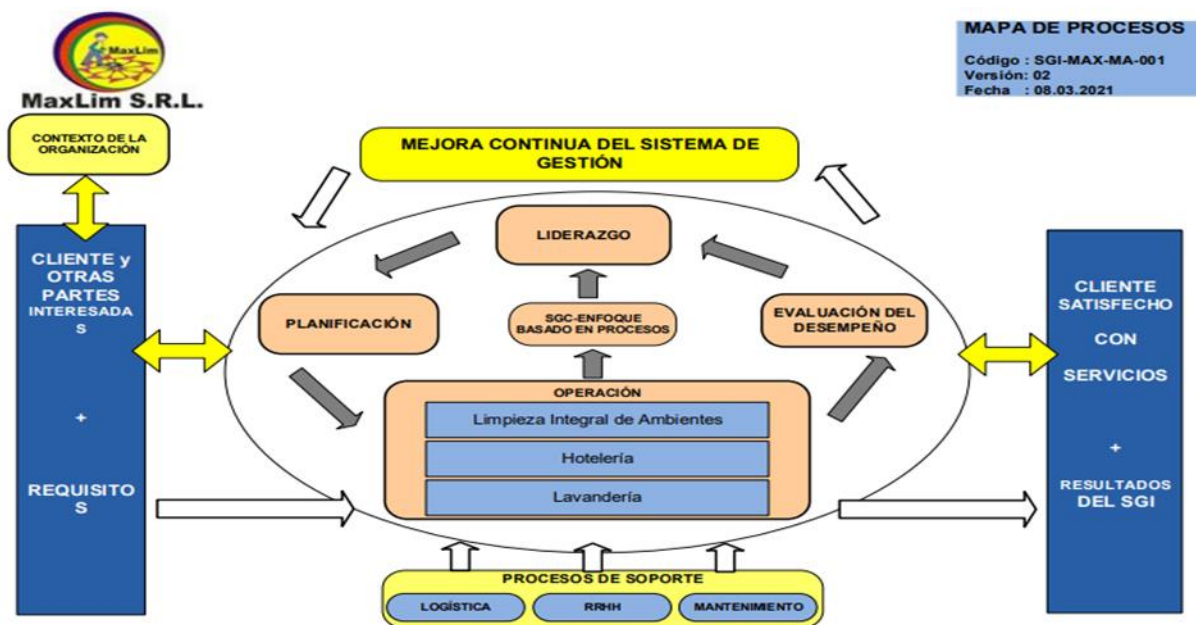 MaxLim
MaxLim S.R.L.
MAPA DE PROCESOS
Código : SGI-MAX-MA-001
Versión: 02
Fecha : 08.03.2021
CONTEXTO DE LA
ORGANIZACIÓN
MEJORA CONTINUA DEL SISTEMA DE
GESTIÓN
CLIENTE y
OTRAS
PARTES
INTERESADA
S
+
REQUISITO
S
LIDERAZGO
PLANIFICACIÓN
SGC-ENFOQUE
BASADO EN PROCESOS
EVALUACIÓN DEL
DESEMPEÑO
OPERACIÓN
Limpieza Integral de Ambientes
Hotelería
Lavandería
CLIENTE
SATISFECHO
CON
SERVICIOS
+
RESULTADOS
DEL SGI
PROCESOS DE SOPORTE
LOGÍSTICA
RRHH
MANTENIMIENTO